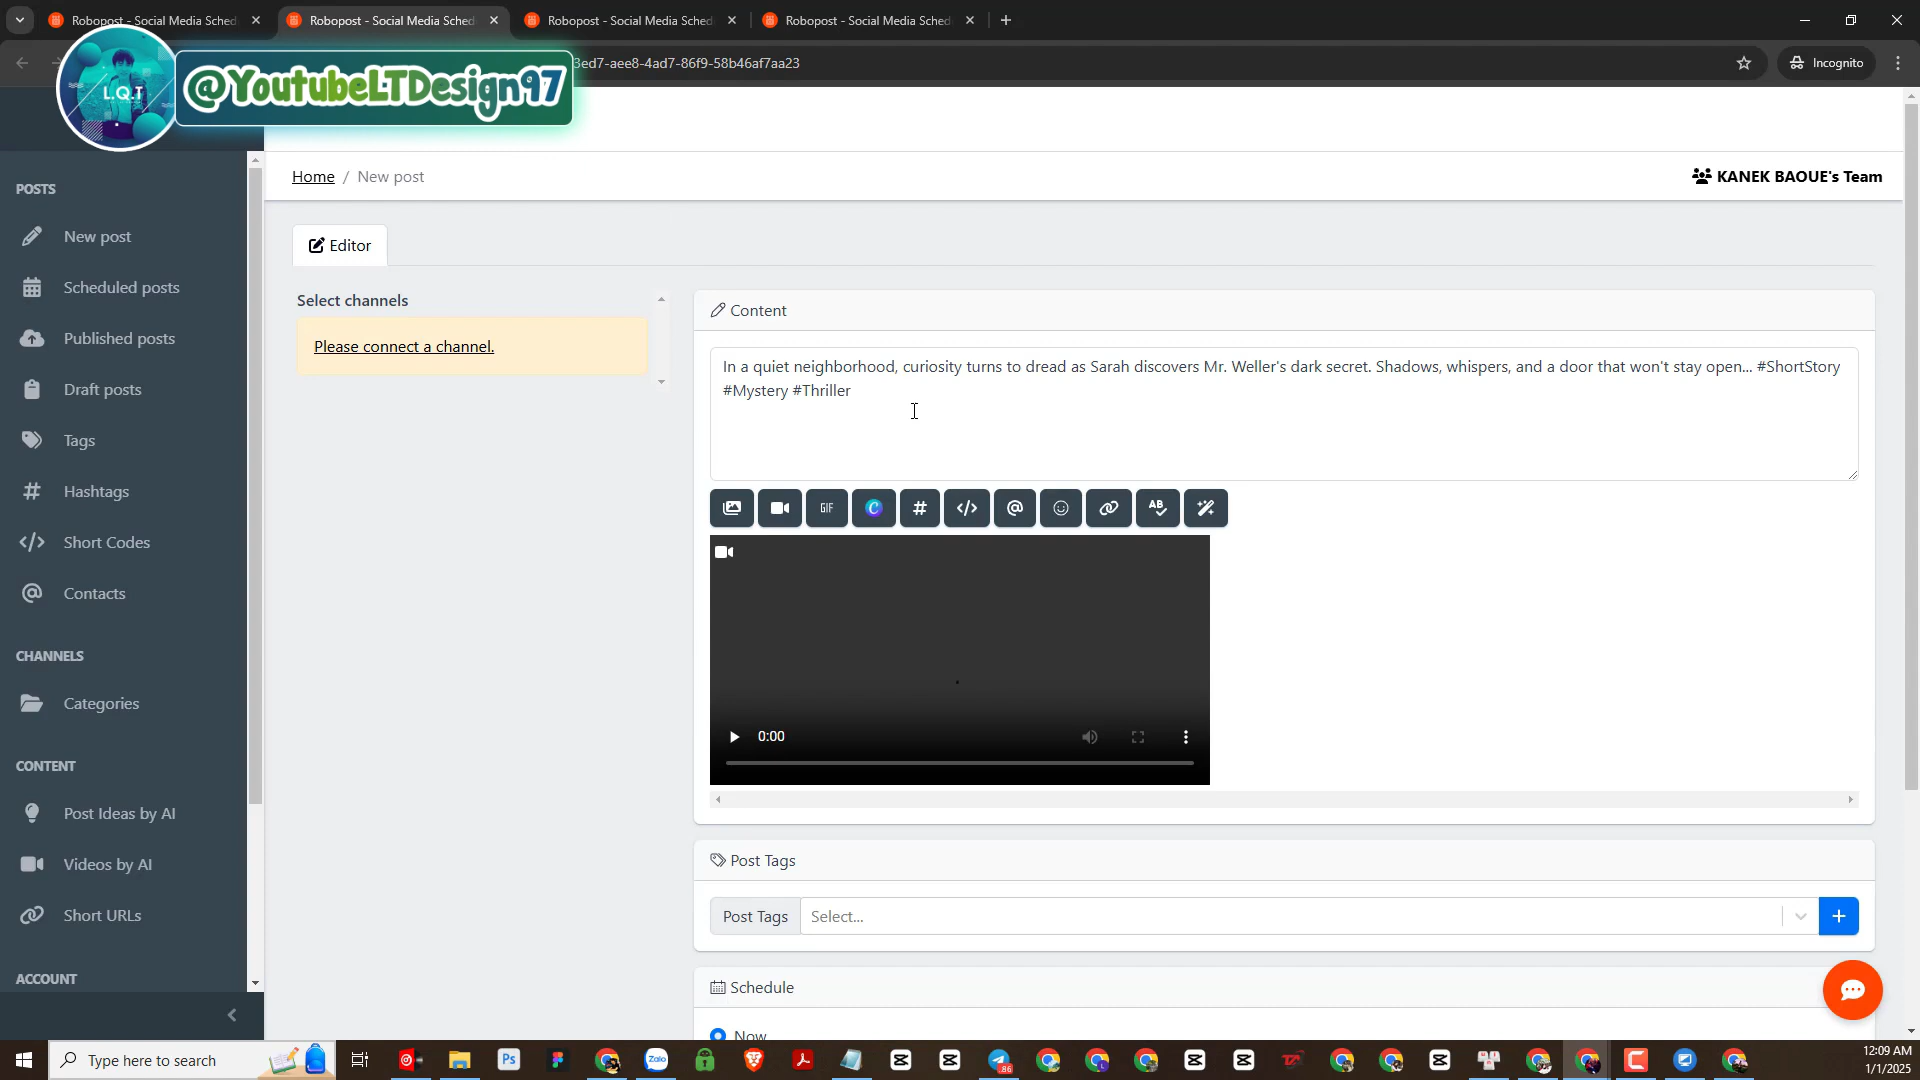 Robopost - Social Media Sched
Robopost - Social Media Sched
Robopost - Social Media Sched
Robopost - Social Media Sched
L.Q.T
@YoutubeLTDesign97
3ed7-aee8-4ad7-86f9-58b46af7aa23
Incognito
Home / New post
KANEK BAOUE's Team
POSTS
New post
Scheduled posts
Published posts
Draft posts
Tags
Hashtags
Short Codes
Contacts
CHANNELS
Categories
CONTENT
Post Ideas by AI
Videos by AI
Short URLs
ACCOUNT
Editor
Select channels
Please connect a channel.
Content
In a quiet neighborhood, curiosity turns to dread as Sarah discovers Mr. Weller's dark secret. Shadows, whispers, and a door that won't stay open... #ShortStory
#Mystery #Thriller
GIF
0:00
Post Tags
Post Tags
Select...
Schedule
Now
Type here to search
Ps
Zalo
86
12:09 AM
1/1/2025